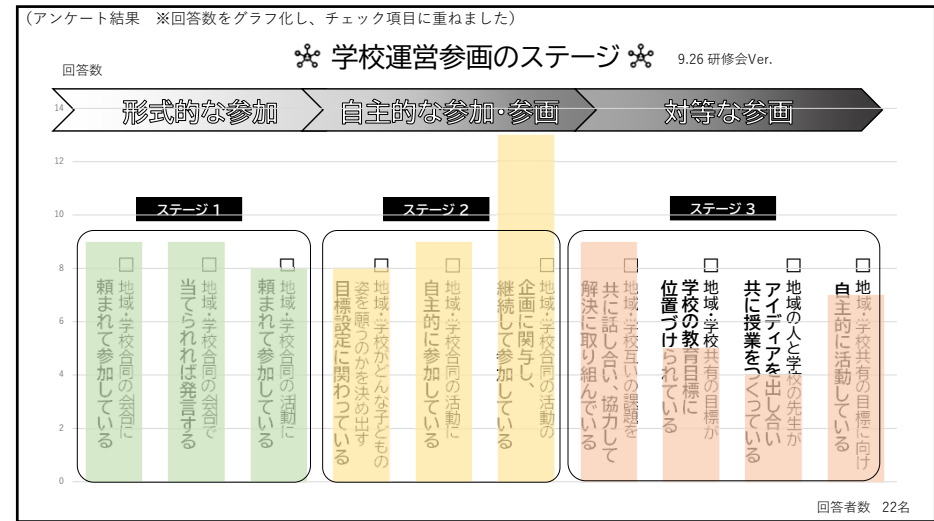 (アンケート結果 ※回答数をグラフ化し、チェック項目に重ねました)
学校運営参画のステージ
9.26 研修会Ver.
回答数
形式的な参加
自主的な参加・参画
対等な参画
14
12
10
8
6
4
2
0
ステージ 1
□ 地域・学校合同の会合に
頼まれて参加している
□ 地域・学校合同の会合で
当てられれば発言する
□ 地域・学校合同の活動に
頼まれて参加している
ステージ 2
□ 地域・学校がどんな子どもの
姿を願うのかを決め出す
目標設定に関わっている
□ 地域・学校合同の活動に
自主的に参加している
□ 地域・学校合同の活動の
企画に関与し、
継続して参加している
ステージ 3
□ 地域・学校互いの課題を
共に話し合い、協力して
解決に取り組んでいる
□ 地域・学校共有の目標が
学校の教育目標に
位置づけられている
□ 地域の人と学校の先生が
アイディアを出し合い
共に授業をつくっている
□ 地域・学校共有の目標に向け
自主的に活動している
回答者数 22名